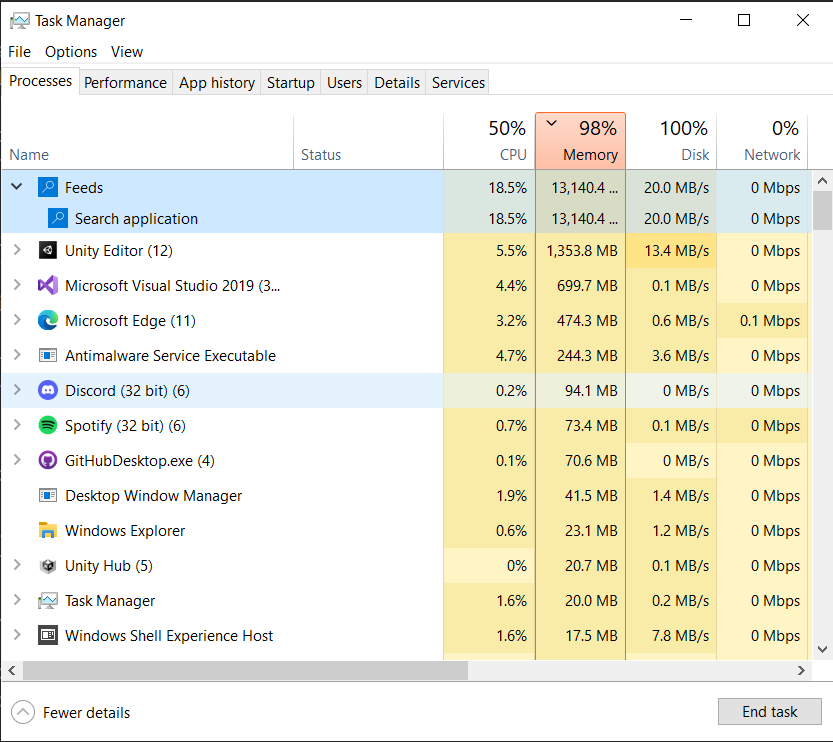 Task Manager
File Options View
Processes Performance App history Startup Users Details Services
50% 98% 100% 0%
Name Status CPU Memory Disk Network
Feeds 18.5% 13,140.4 ... 20.0 MB/s 0 Mbps
Search application 18.5% 13,140.4 ... 20.0 MB/s 0 Mbps
Unity Editor (12) 5.5% 1,353.8 MB 13.4 MB/s 0 Mbps
Microsoft Visual Studio 2019 (3... 4.4% 699.7 MB 0.1 MB/s 0 Mbps
Microsoft Edge (11) 3.2% 474.3 MB 0.6 MB/s 0.1 Mbps
Antimalware Service Executable 4.7% 244.3 MB 3.6 MB/s 0 Mbps
Discord (32 bit) (6) 0.2% 94.1 MB 0 MB/s 0 Mbps
Spotify (32 bit) (6) 0.7% 73.4 MB 0.1 MB/s 0 Mbps
GitHubDesktop.exe (4) 0.1% 70.6 MB 0 MB/s 0 Mbps
Desktop Window Manager 1.9% 41.5 MB 1.4 MB/s 0 Mbps
Windows Explorer 0.6% 23.1 MB 1.2 MB/s 0 Mbps
Unity Hub (5) 0% 20.7 MB 0.1 MB/s 0 Mbps
Task Manager 1.6% 20.0 MB 0.2 MB/s 0 Mbps
Windows Shell Experience Host 1.6% 17.5 MB 7.8 MB/s 0 Mbps
Fewer details End task